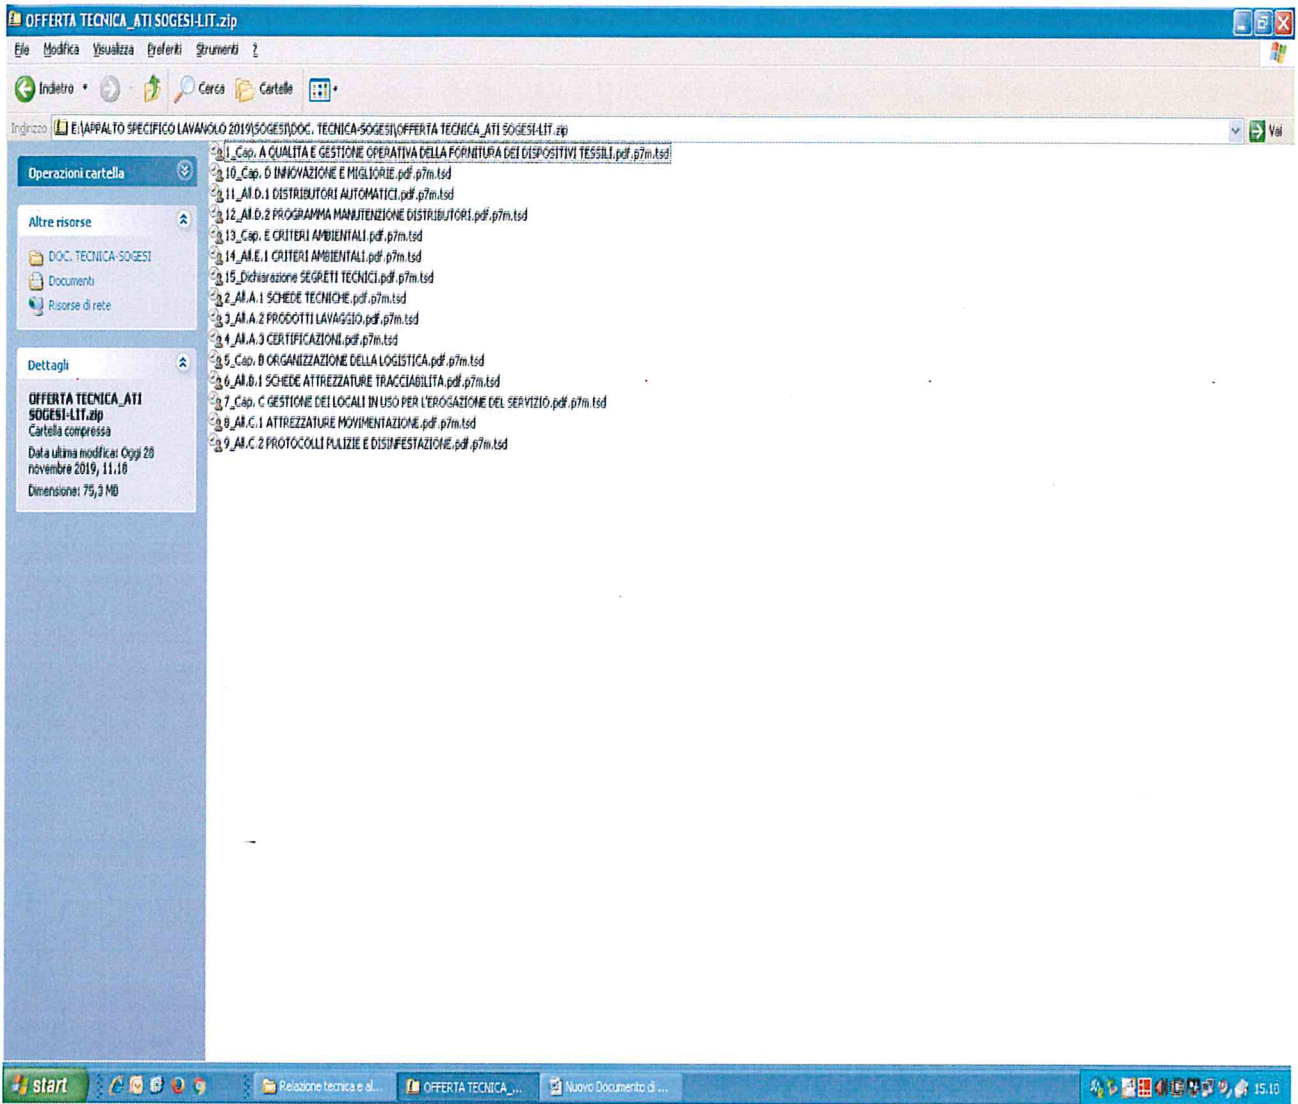 OFFERTA TECNICA_ATI SOGESI-LIT.zip
File Modifica Visualizza Preferiti Strumenti ?
Indietro Cerca Cartelle
Indirizzo E:\APPALTO SPECIFICO LAVANOLO 2019\SOGESI\DOC. TECNICA-SOGESI\OFFERTA TECNICA_ATI SOGESI-LIT.zip Vai
Operazioni cartella
Altre risorse
DOC. TECNICA-SOGESI
Documenti
Risorse di rete
Dettagli
OFFERTA TECNICA_ATI
SOGESI-LIT.zip
Cartella compressa
Data ultima modifica: Oggi 28
novembre 2019, 11.18
Dimensione: 75,3 MB
1_Cap. A QUALITA E GESTIONE OPERATIVA DELLA FORNITURA DEI DISPOSITIVI TESSILI.pdf.p7m.tsd
10_Cap. D INNOVAZIONE E MIGLIORIE.pdf.p7m.tsd
11_All.D.1 DISTRIBUTORI AUTOMATICI.pdf.p7m.tsd
12_All.D.2 PROGRAMMA MANUTENZIONE DISTRIBUTORI.pdf.p7m.tsd
13_Cap. E CRITERI AMBIENTALI.pdf.p7m.tsd
14_All.E.1 CRITERI AMBIENTALI.pdf.p7m.tsd
15_Dichiarazione SEGRETI TECNICI.pdf.p7m.tsd
2_All.A.1 SCHEDE TECNICHE.pdf.p7m.tsd
3_All.A.2 PRODOTTI LAVAGGIO.pdf.p7m.tsd
4_All.A.3 CERTIFICAZIONI.pdf.p7m.tsd
5_Cap. B ORGANIZZAZIONE DELLA LOGISTICA.pdf.p7m.tsd
6_All.B.1 SCHEDE ATTREZZATURE TRACCIABILITA.pdf.p7m.tsd
7_Cap. C GESTIONE DEI LOCALI IN USO PER L'EROGAZIONE DEL SERVIZIO.pdf.p7m.tsd
8_All.C.1 ATTREZZATURE MOVIMENTAZIONE.pdf.p7m.tsd
9_All.C.2 PROTOCOLLI PULIZIE E DISINFESTAZIONE.pdf.p7m.tsd
start Relazione tecnica e al... OFFERTA TECNICA_... Nuovo Documento di ... 15.10